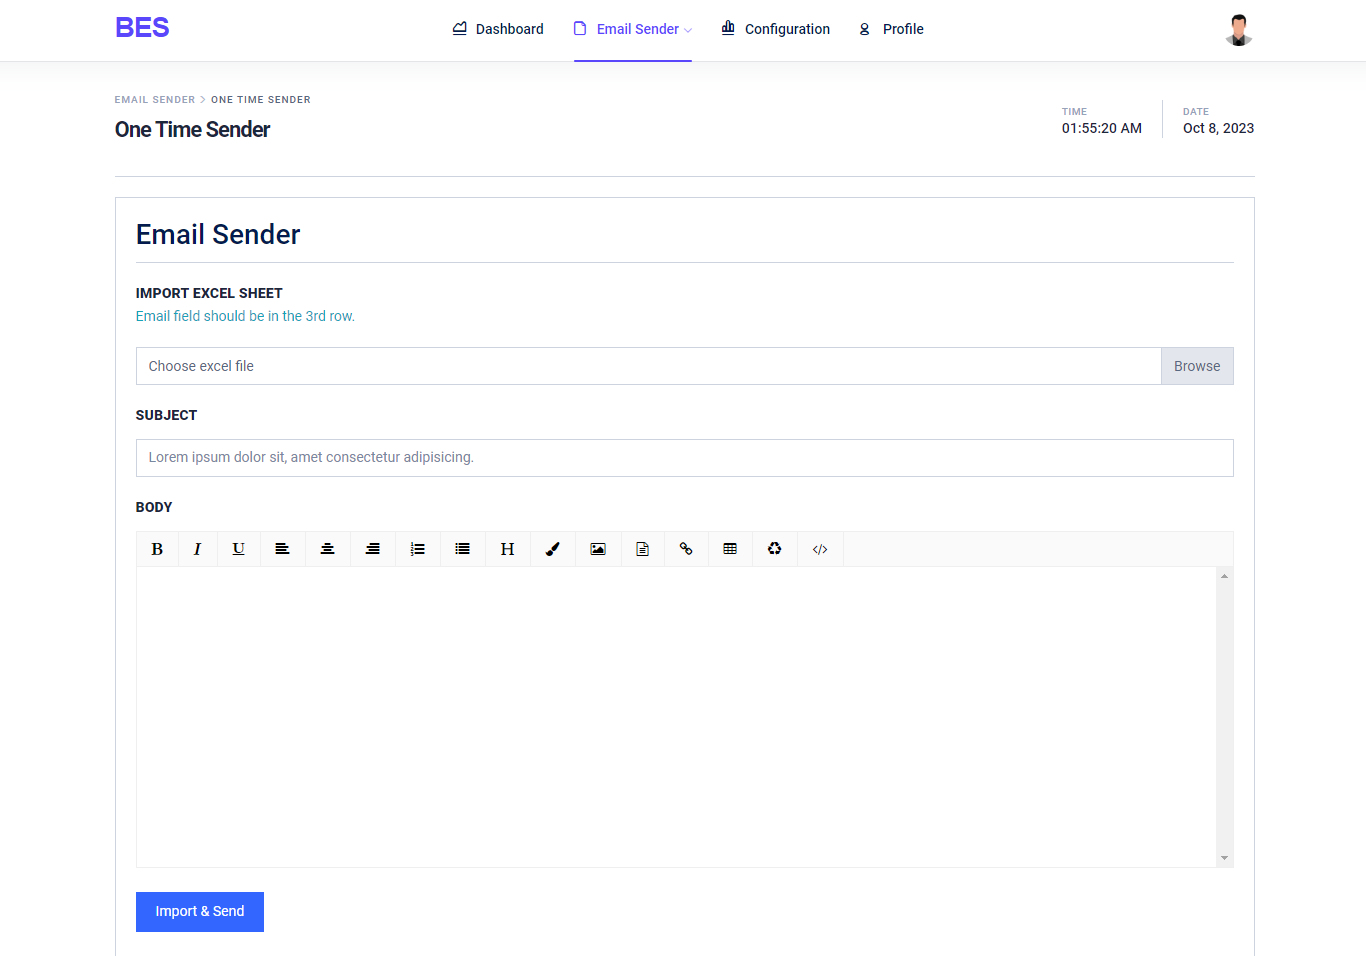 BES
Dashboard
Email Sender
Configuration
Profile
EMAIL SENDER > ONE TIME SENDER
One Time Sender
TIME
01:55:20 AM
DATE
Oct 8, 2023
Email Sender
IMPORT EXCEL SHEET
Email field should be in the 3rd row.
Choose excel file
Browse
SUBJECT
Lorem ipsum dolor sit, amet consectetur adipisicing.
BODY
B I U H </>
Import & Send